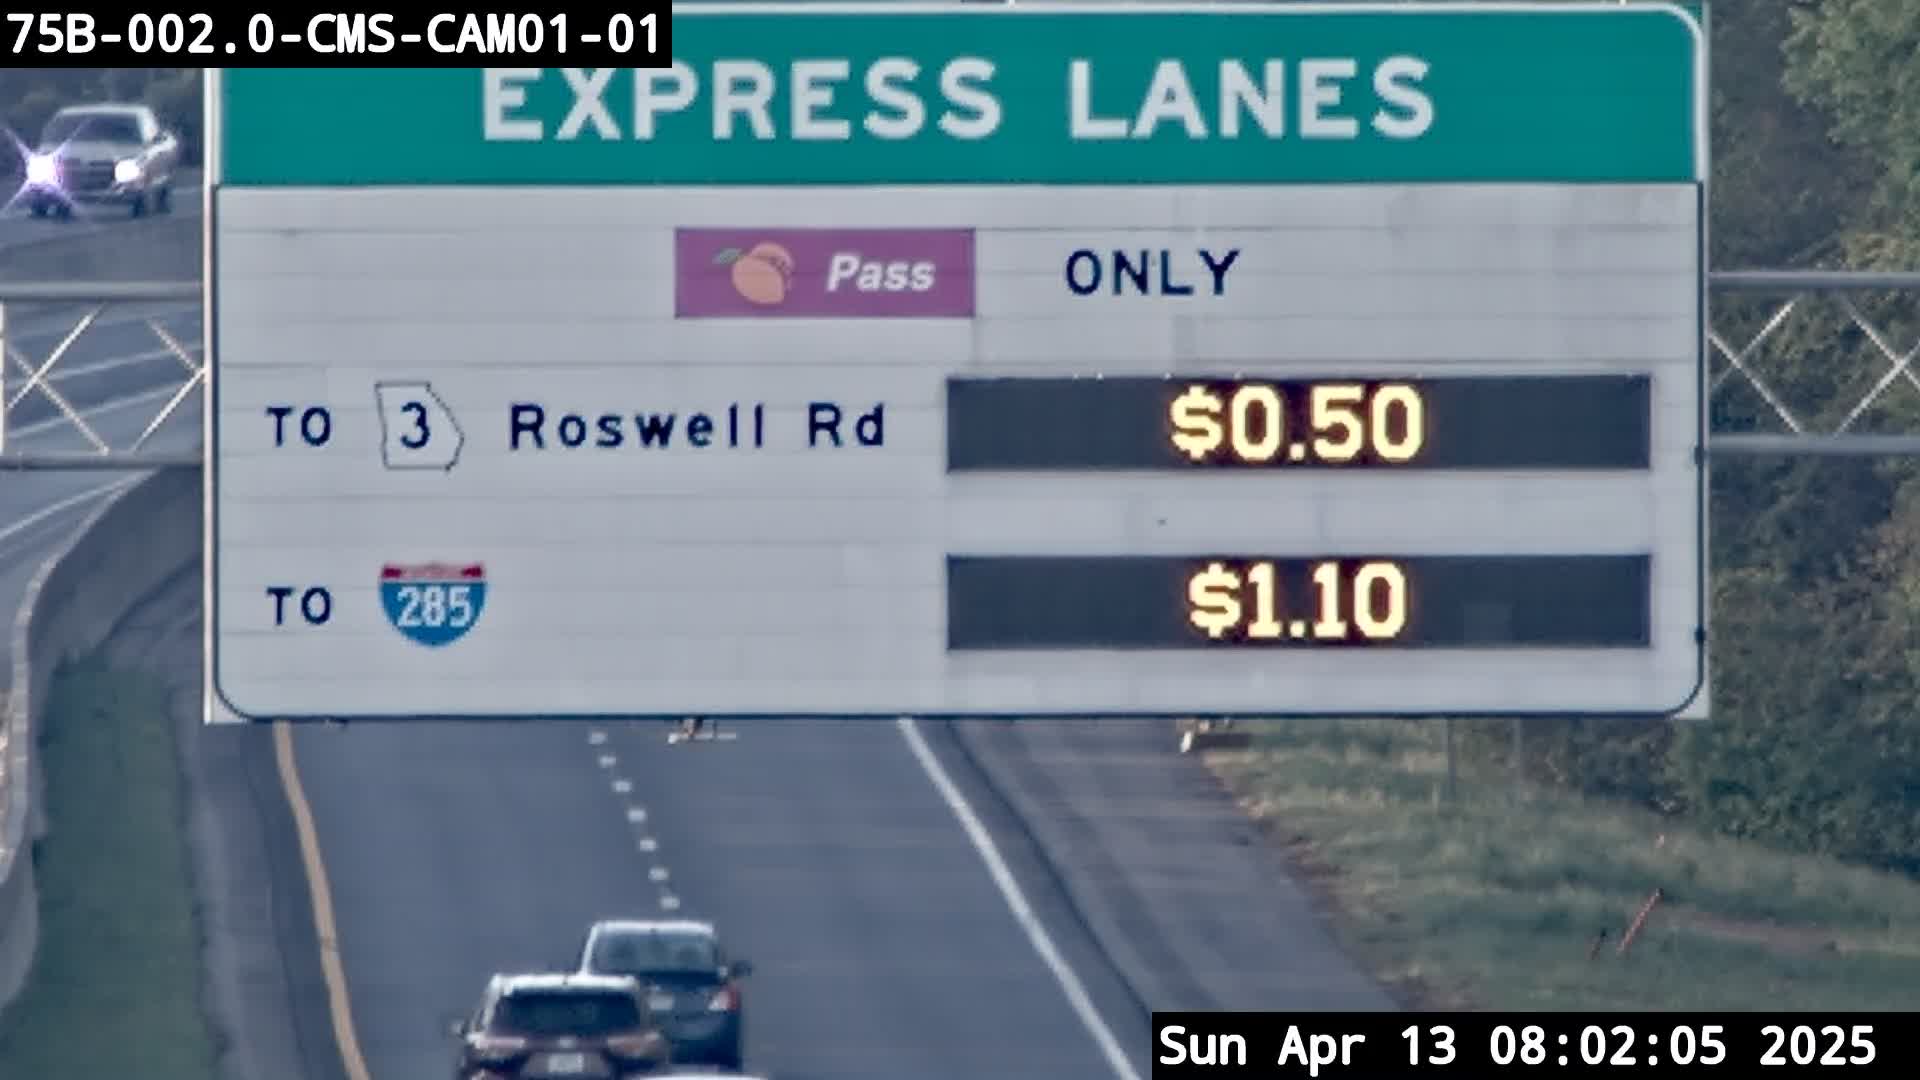 75B-002.0-CMS-CAM01-01
EXPRESS LANES
Pass ONLY
TO 3 Roswell Rd $0.50
TO 285 $1.10
Sun Apr 13 08:02:05 2025